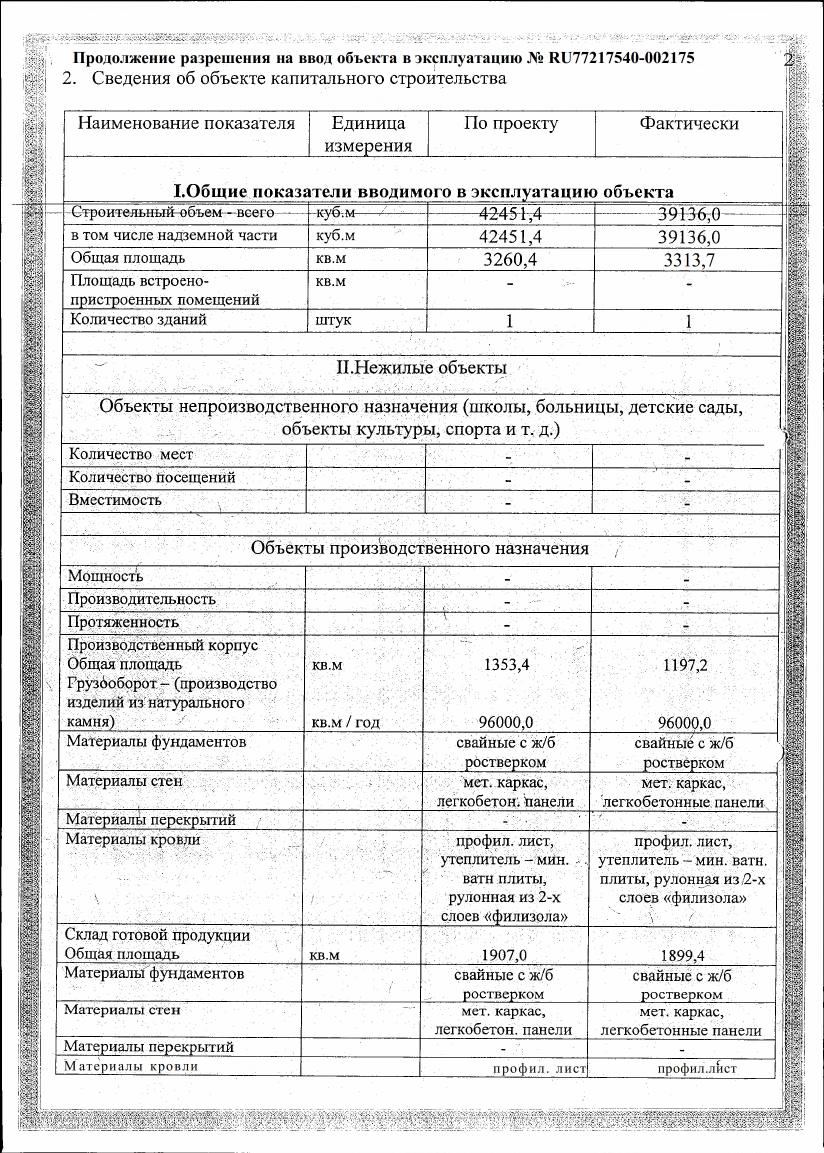 Продолжение разрешения на ввод объекта в эксплуатацию № RU77217540-002175
2
2. Сведения об объекте капитального строительства
Наименование показателя Единица измерения По проекту Фактически
I.Общие показатели вводимого в эксплуатацию объекта
Строительный объем - всего куб.м 42451,4 39136,0
в том числе надземной части куб.м 42451,4 39136,0
Общая площадь кв.м 3260,4 3313,7
Площадь встроено- кв.м - -
пристроенных помещений
Количество зданий штук 1 1
II.Нежилые объекты
Объекты непроизводственного назначения (школы, больницы, детские сады,
объекты культуры, спорта и т. д.)
Количество мест - -
Количество посещений - -
Вместимость - -
Объекты производственного назначения
Мощность - -
Производительность - -
Протяженность - -
Производственный корпус
Общая площадь кв.м 1353,4 1197,2
Грузооборот – (производство
изделий из натурального
камня) кв.м / год 96000,0 96000,0
Материалы фундаментов свайные с ж/б свайные с ж/б
ростверком ростверком
Материалы стен мет. каркас, мет. каркас,
легкобетон. панели легкобетонные панели
Материалы перекрытий - -
Материалы кровли профил. лист, профил. лист,
утеплитель – мин. утеплитель – мин. ватн.
ватн плиты, плиты, рулонная из 2-х
рулонная из 2-х слоев «филизола»
слоев «филизола»
Склад готовой продукции
Общая площадь кв.м 1907,0 1899,4
Материалы фундаментов свайные с ж/б свайные с ж/б
ростверком ростверком
Материалы стен мет. каркас, мет. каркас,
легкобетон. панели легкобетонные панели
Материалы перекрытий - -
Материалы кровли профил. лист профил.лист